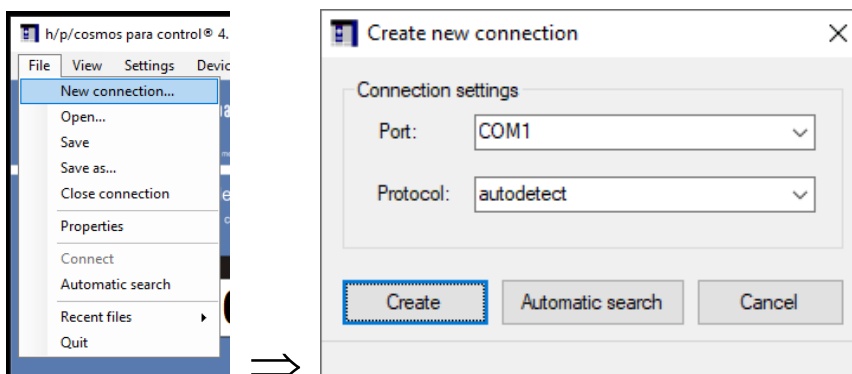 h/p/cosmos para control® 4.
File View Settings Devic
New connection...
Open...
Save
Save as...
Close connection
Properties
Connect
Automatic search
Recent files
Quit
Create new connection
Connection settings
Port: COM1
Protocol: autodetect
Create Automatic search Cancel